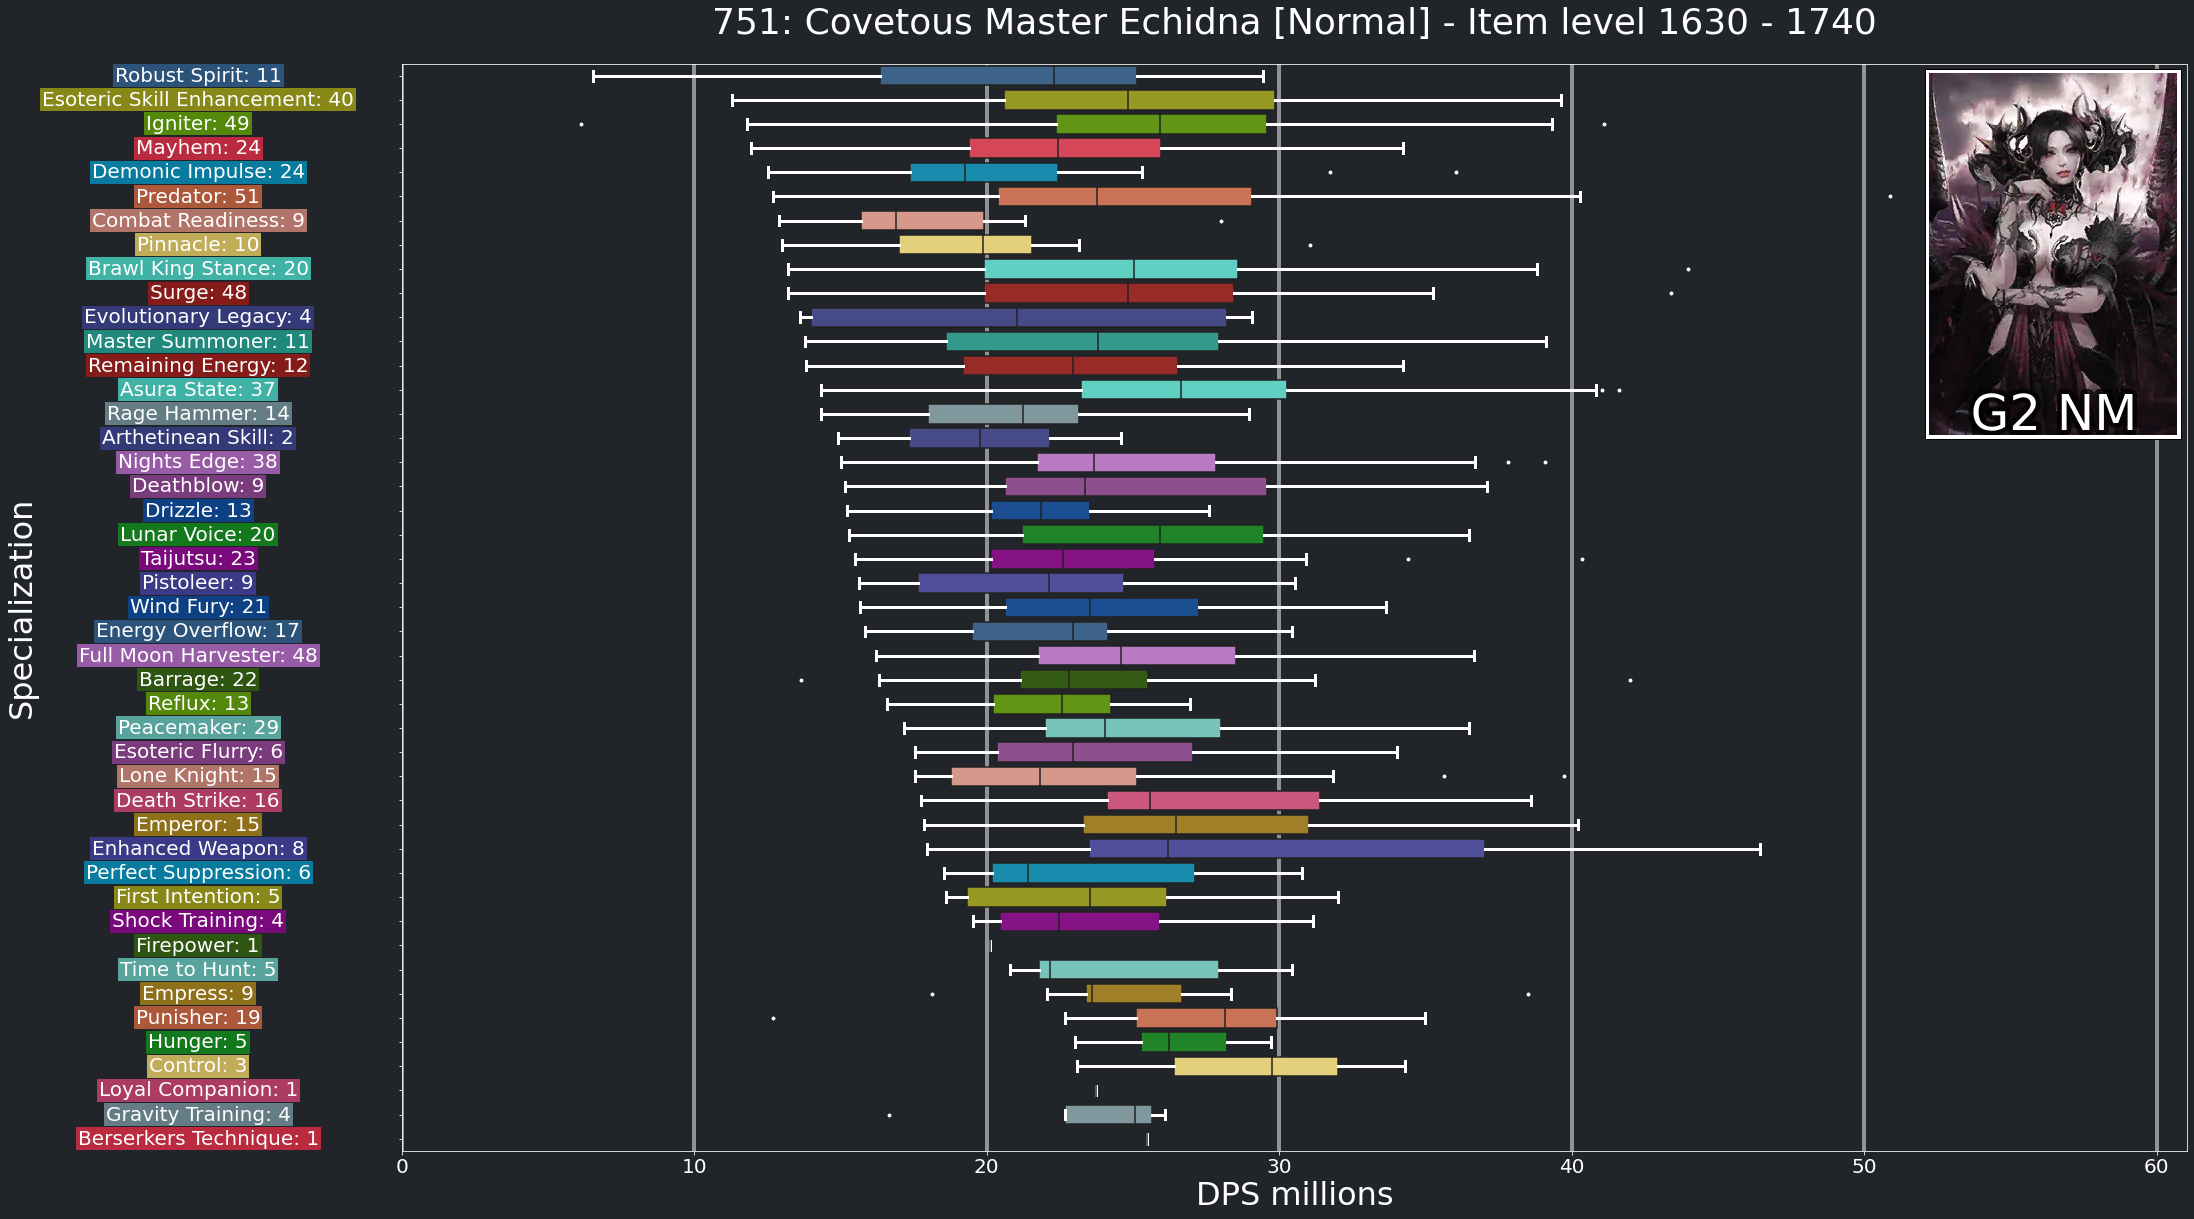 751: Covetous Master Echidna [Normal] - Item level 1630 - 1740
Robust Spirit: 11
Esoteric Skill Enhancement: 40
Igniter: 49
Mayhem: 24
Demonic Impulse: 24
Predator: 51
Combat Readiness: 9
Pinnacle: 10
Brawl King Stance: 20
Surge: 48
Evolutionary Legacy: 4
Master Summoner: 11
Remaining Energy: 12
Asura State: 37
Rage Hammer: 14
Arthetinean Skill: 2
Nights Edge: 38
Deathblow: 9
Drizzle: 13
Lunar Voice: 20
Taijutsu: 23
Pistoleer: 9
Wind Fury: 21
Energy Overflow: 17
Full Moon Harvester: 48
Barrage: 22
Reflux: 13
Peacemaker: 29
Esoteric Flurry: 6
Lone Knight: 15
Death Strike: 16
Emperor: 15
Enhanced Weapon: 8
Perfect Suppression: 6
First Intention: 5
Shock Training: 4
Firepower: 1
Time to Hunt: 5
Empress: 9
Punisher: 19
Hunger: 5
Control: 3
Loyal Companion: 1
Gravity Training: 4
Berserkers Technique: 1
Specialization
G2 NM
0 10 20 30 40 50 60
DPS millions